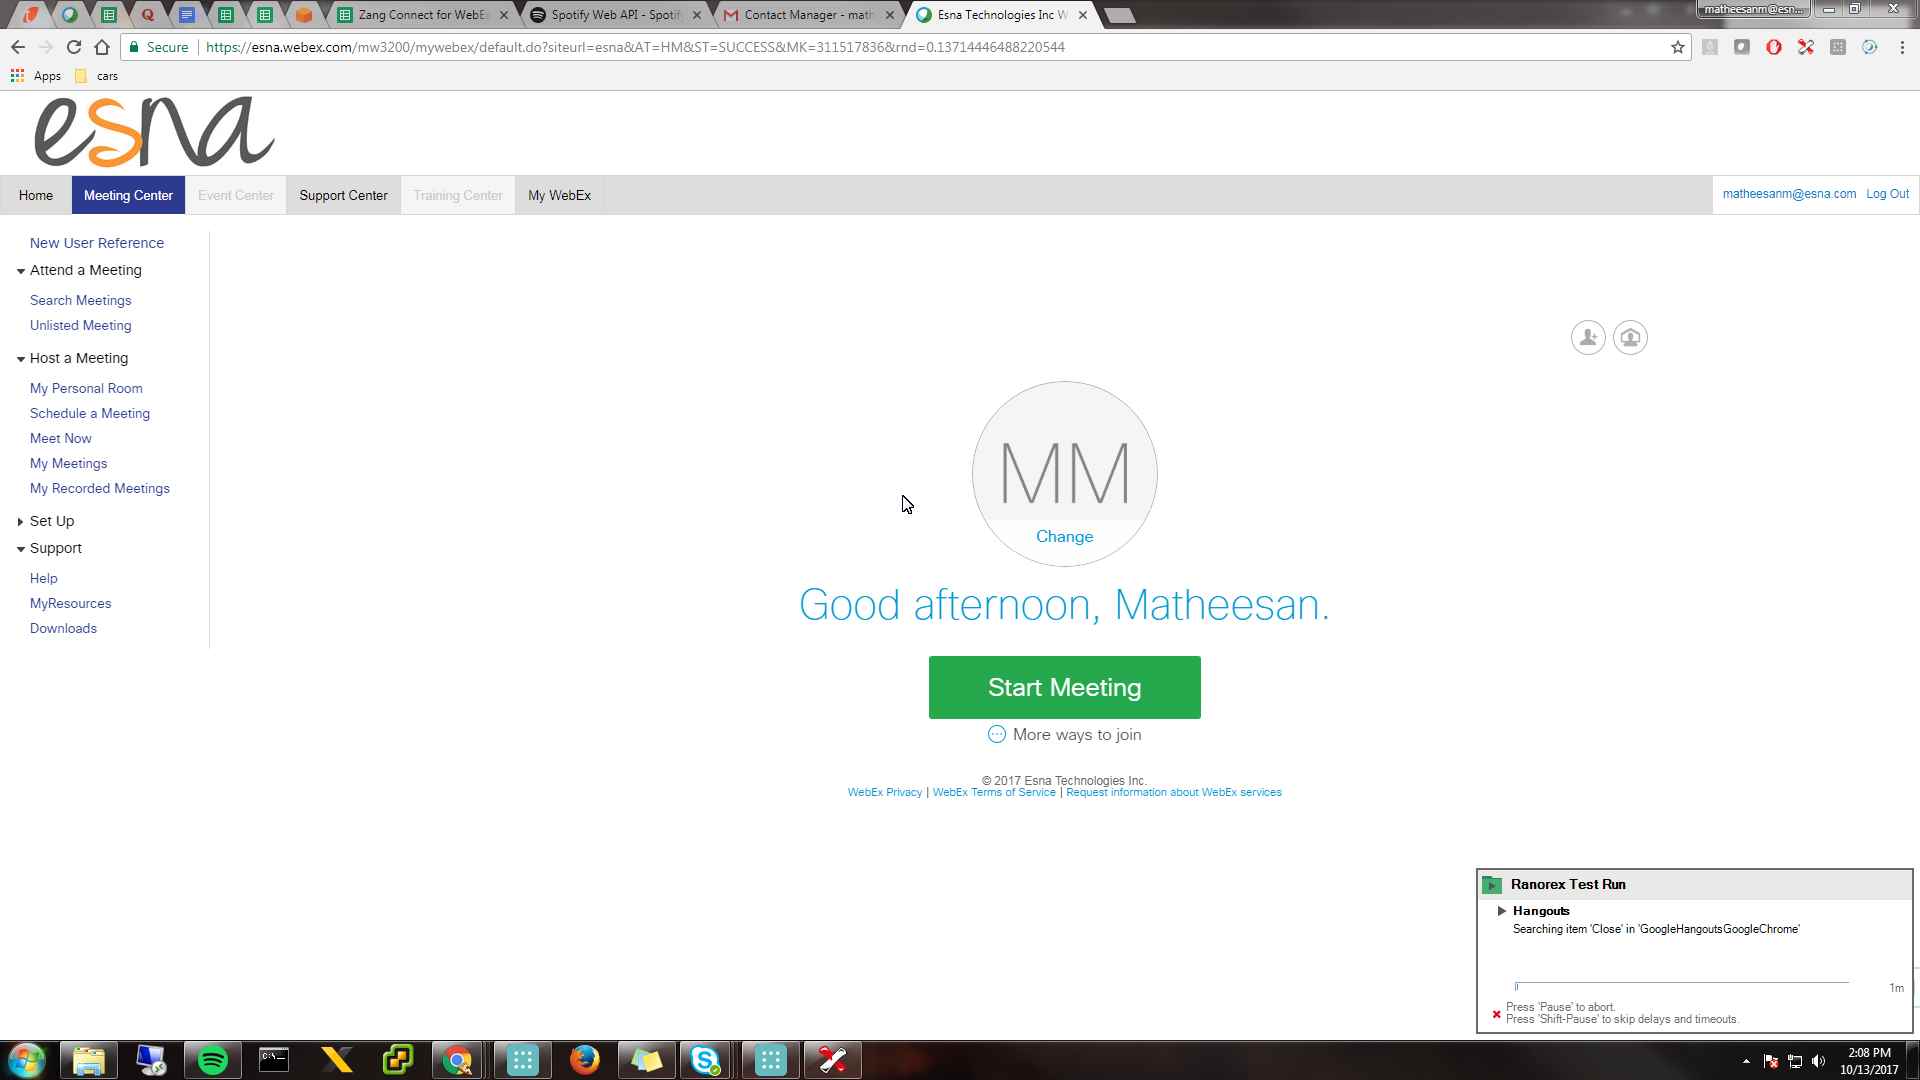 Zang Connect for WebEx
Spotify Web API - Spotify
Contact Manager - math
Esna Technologies Inc W
matheesanm@esn...
Secure
https://esna.webex.com/mw3200/mywebex/default.do?siteurl=esna&AT=HM&ST=SUCCESS&MK=311517836&rnd=0.13714446488220544
Apps
cars
esna
Home
Meeting Center
Event Center
Support Center
Training Center
My WebEx
matheesanm@esna.com
Log Out
New User Reference
Attend a Meeting
Search Meetings
Unlisted Meeting
Host a Meeting
My Personal Room
Schedule a Meeting
Meet Now
My Meetings
My Recorded Meetings
Set Up
Support
Help
MyResources
Downloads
MM
Change
Good afternoon, Matheesan.
Start Meeting
More ways to join
© 2017 Esna Technologies Inc.
WebEx Privacy | WebEx Terms of Service | Request information about WebEx services
Ranorex Test Run
Hangouts
Searching item 'Close' in 'GoogleHangoutsGoogleChrome'
1m
Press 'Pause' to abort.
Press 'Shift-Pause' to skip delays and timeouts.
2:08 PM
10/13/2017